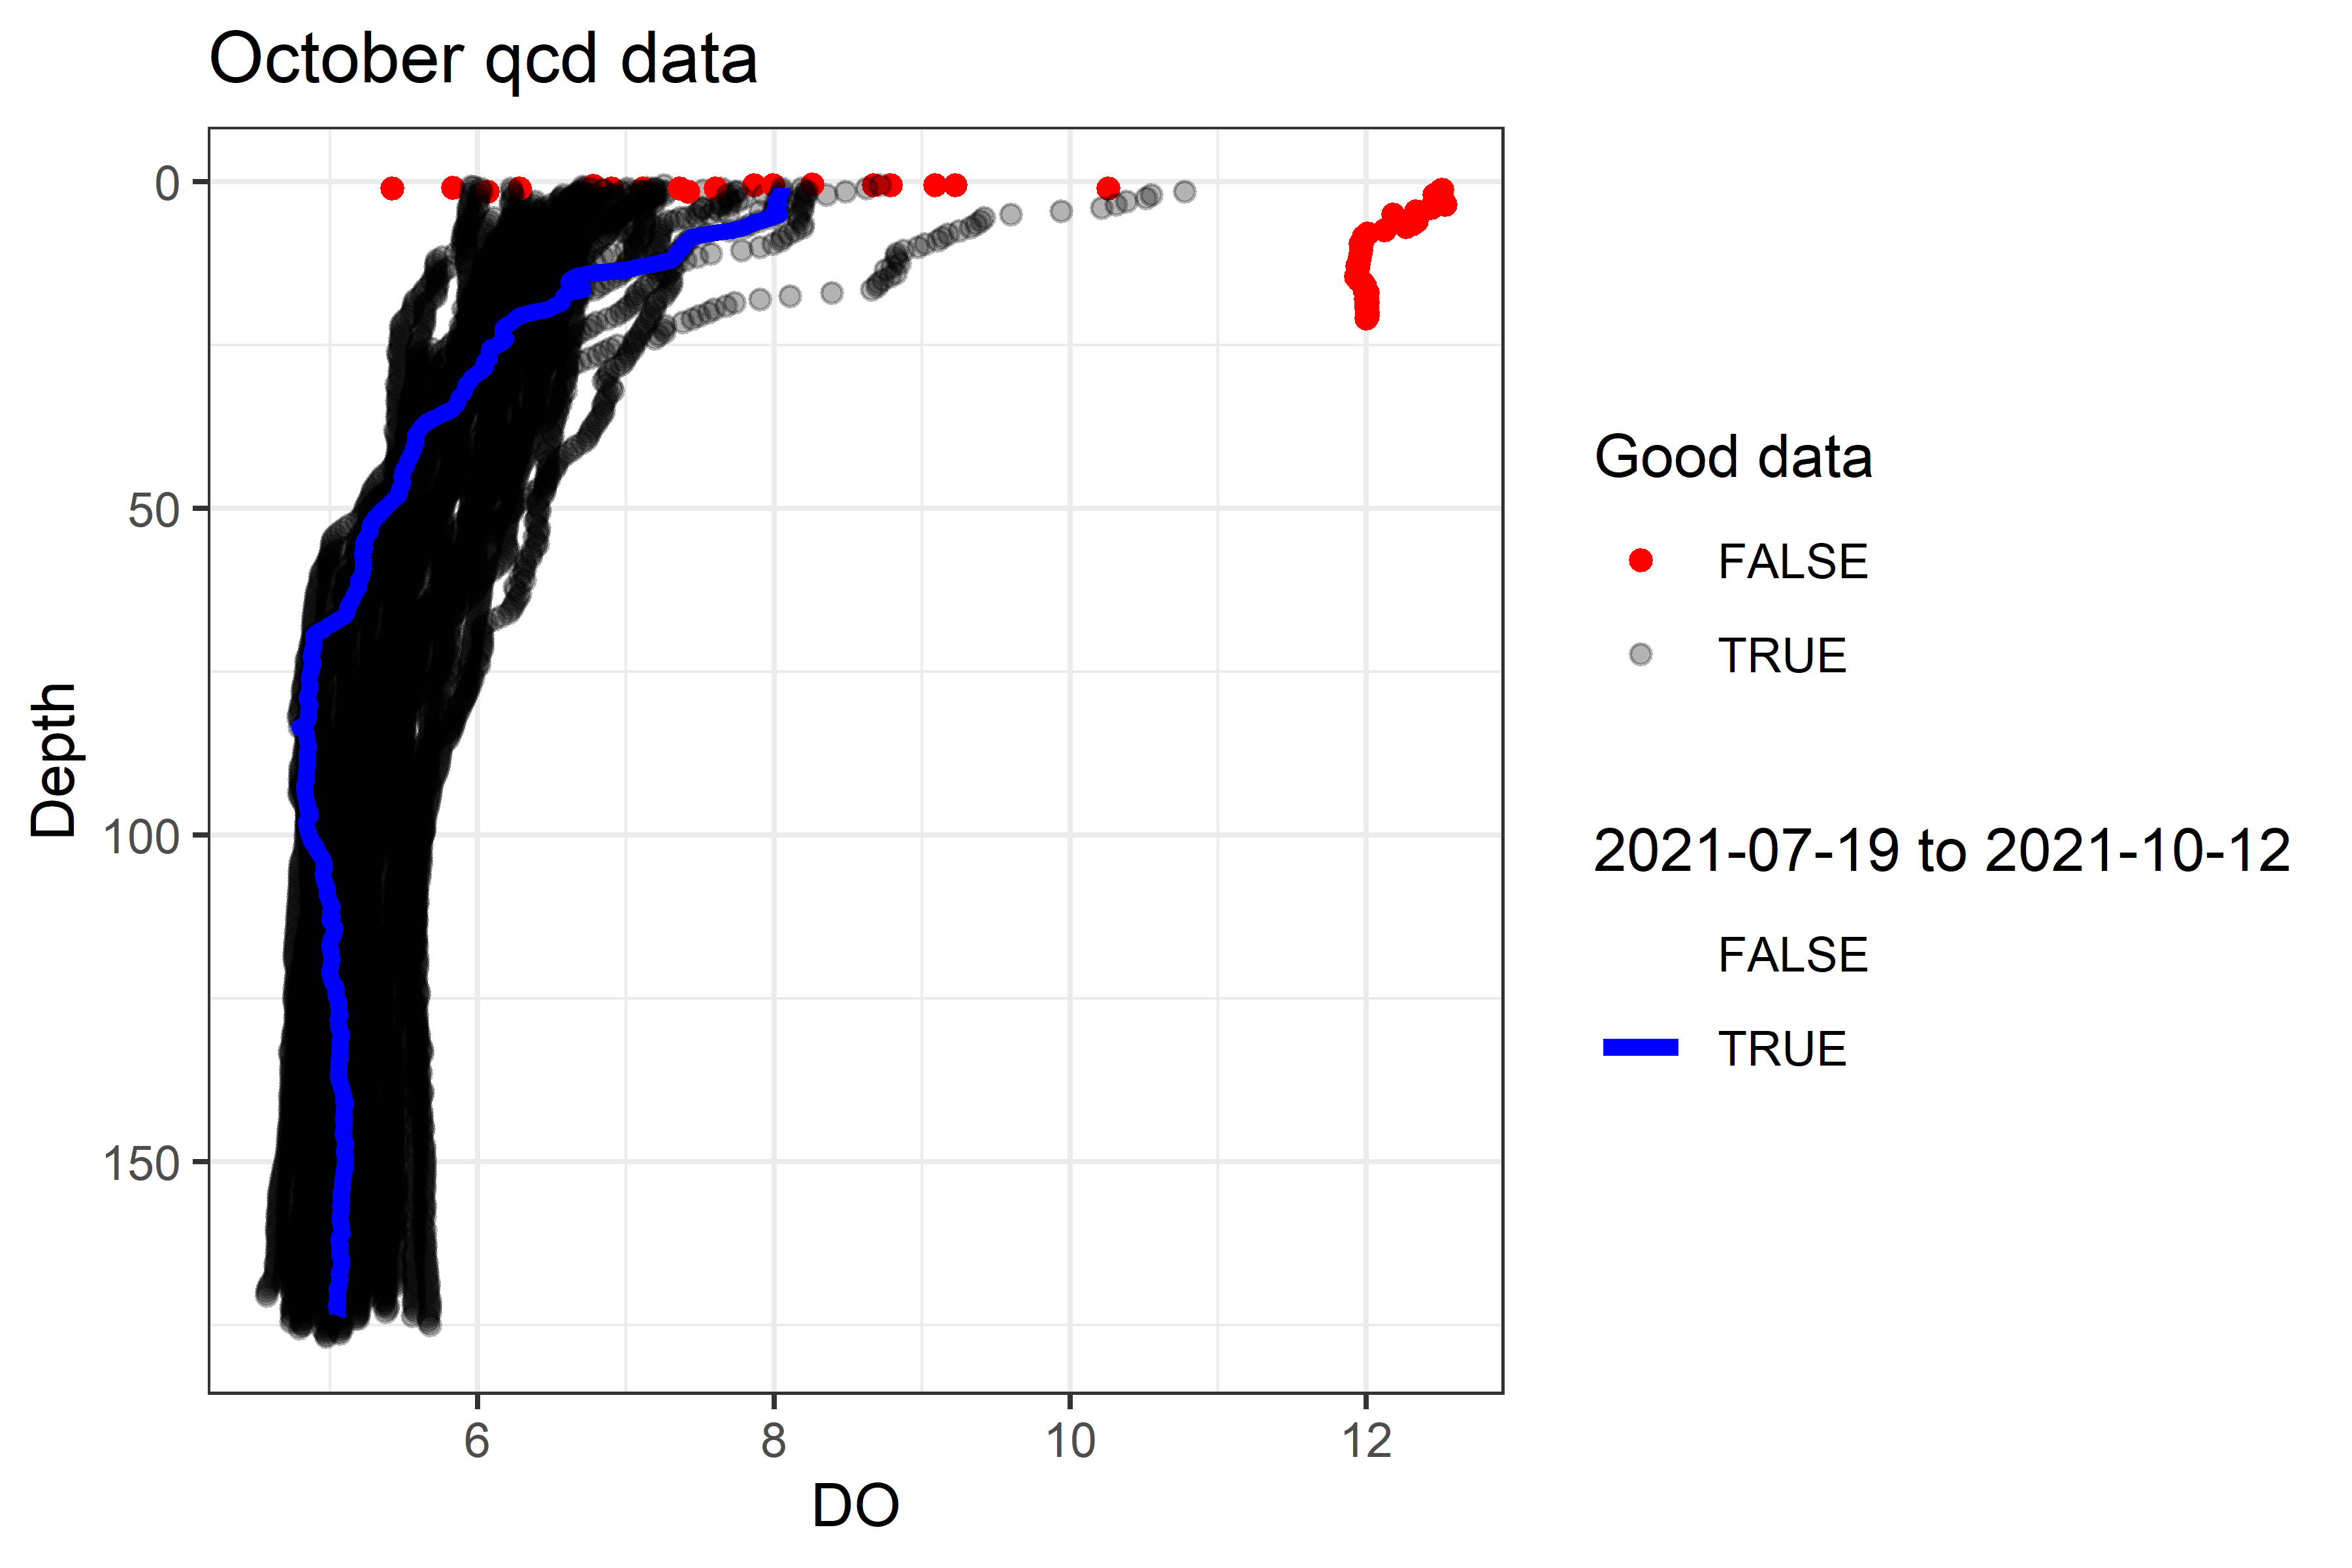 October qcd data
0
50
100
150
Depth
6 8 10 12
DO
Good data
FALSE
TRUE
2021-07-19 to 2021-10-12
FALSE
TRUE